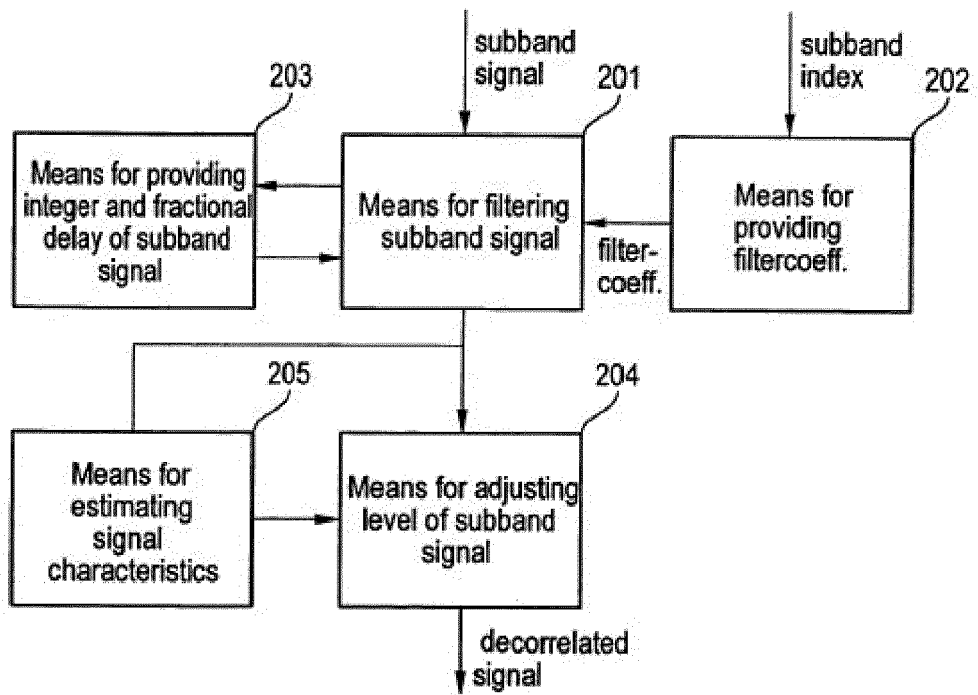 subband
signal
subband
index
203
201
202
Means for providing
integer and fractional
delay of subband
signal
Means for filtering
subband signal
Means for
providing
filtercoeff.
filter-
coeff.
205
204
Means for
estimating
signal
characteristics
Means for adjusting
level of subband
signal
decorrelated
signal